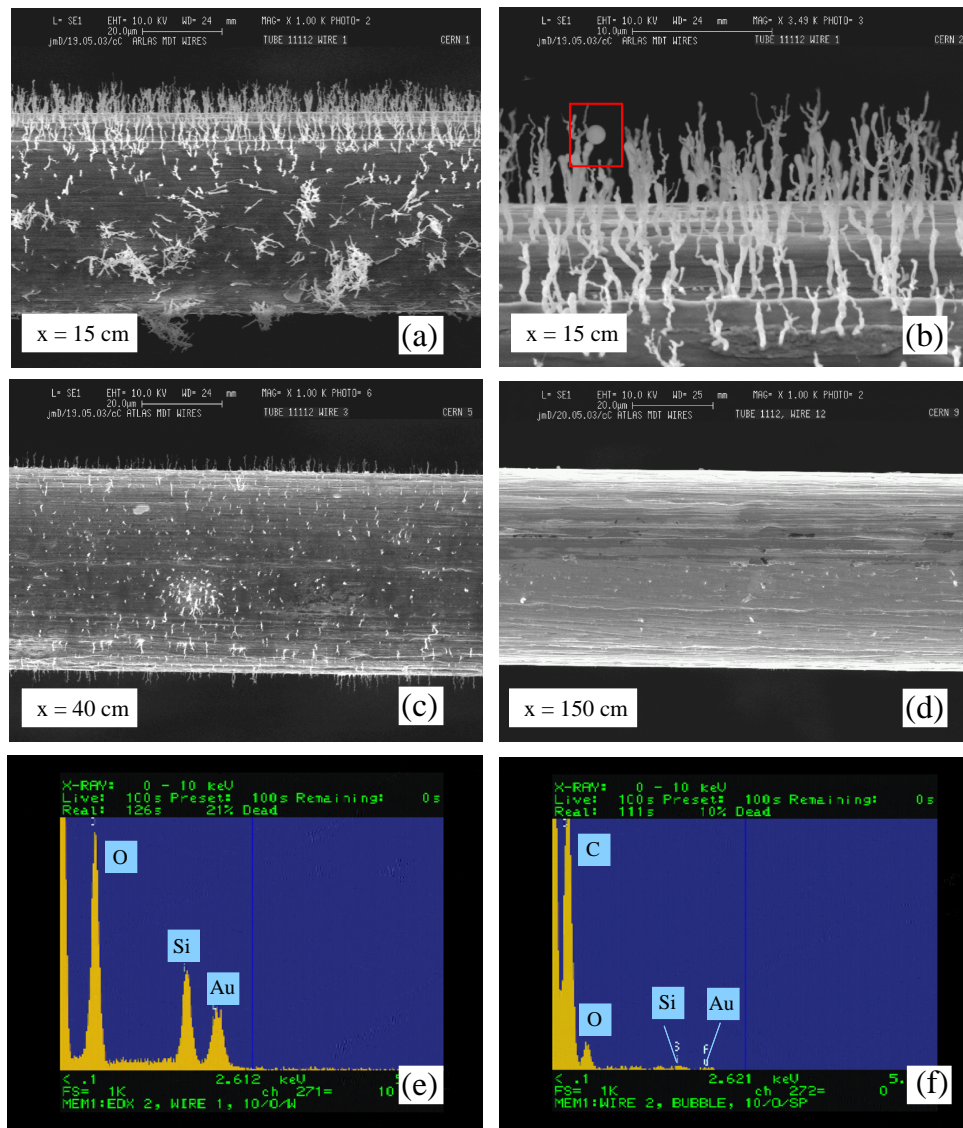 L= SE1 EHT= 10.0 KV WD= 24 mm MAG= X 1.00 K PHOTO= 2
20.0µm
jmD/19.05.03/cC ARLAS MDT WIRES TUBE 11112 WIRE 1 CERN 1
x = 15 cm
(a)
L= SE1 EHT= 10.0 KV WD= 24 mm MAG= X 3.49 K PHOTO= 3
10.0µm
jmD/19.05.03/cC ARLAS MDT WIRES TUBE 11112 WIRE 1 CERN 2
x = 15 cm
(b)
L= SE1 EHT= 10.0 KV WD= 24 mm MAG= X 1.00 K PHOTO= 6
20.0µm
jmD/19.05.03/cC ATLAS MDT WIRES TUBE 11112 WIRE 3 CERN 5
x = 40 cm
(c)
L= SE1 EHT= 10.0 KV WD= 25 mm MAG= X 1.00 K PHOTO= 2
20.0µm
jmD/20.05.03/cC ATLAS MDT WIRES TUBE 1112, WIRE 12 CERN 9
x = 150 cm
(d)
X-RAY: 0 - 10 keV
Live: 100s Preset: 100s Remaining: 0s
Real: 126s 21% Dead
O
Si
Au
< .1 2.612 keV 5
FS= 1K ch 271= 10
MEM1:EDX 2, WIRE 1, 10/O/W
(e)
X-RAY: 0 - 10 keV
Live: 100s Preset: 100s Remaining: 0s
Real: 111s 10% Dead
C
O
Si
Au
< .1 2.621 keV 5.
FS= 1K ch 272= 0
MEM1:WIRE 2, BUBBLE, 10/O/SP
(f)